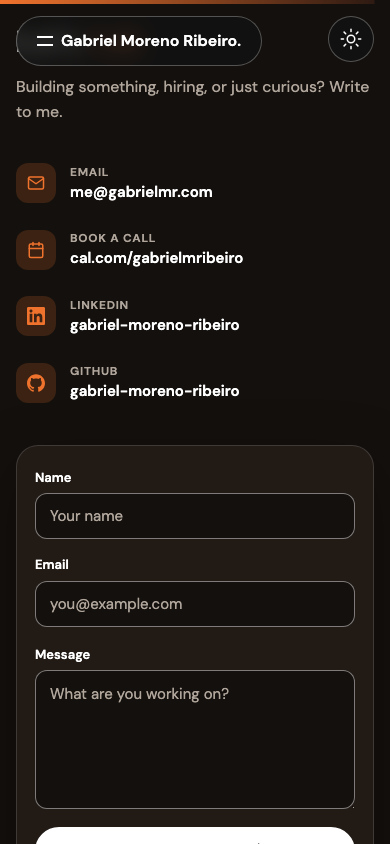 Gabriel Moreno Ribeiro.
Building something, hiring, or just curious? Write
to me.
EMAIL
me@gabrielmr.com
BOOK A CALL
cal.com/gabrielmribeiro
LINKEDIN
gabriel-moreno-ribeiro
GITHUB
gabriel-moreno-ribeiro
Name
Your name
Email
you@example.com
Message
What are you working on?